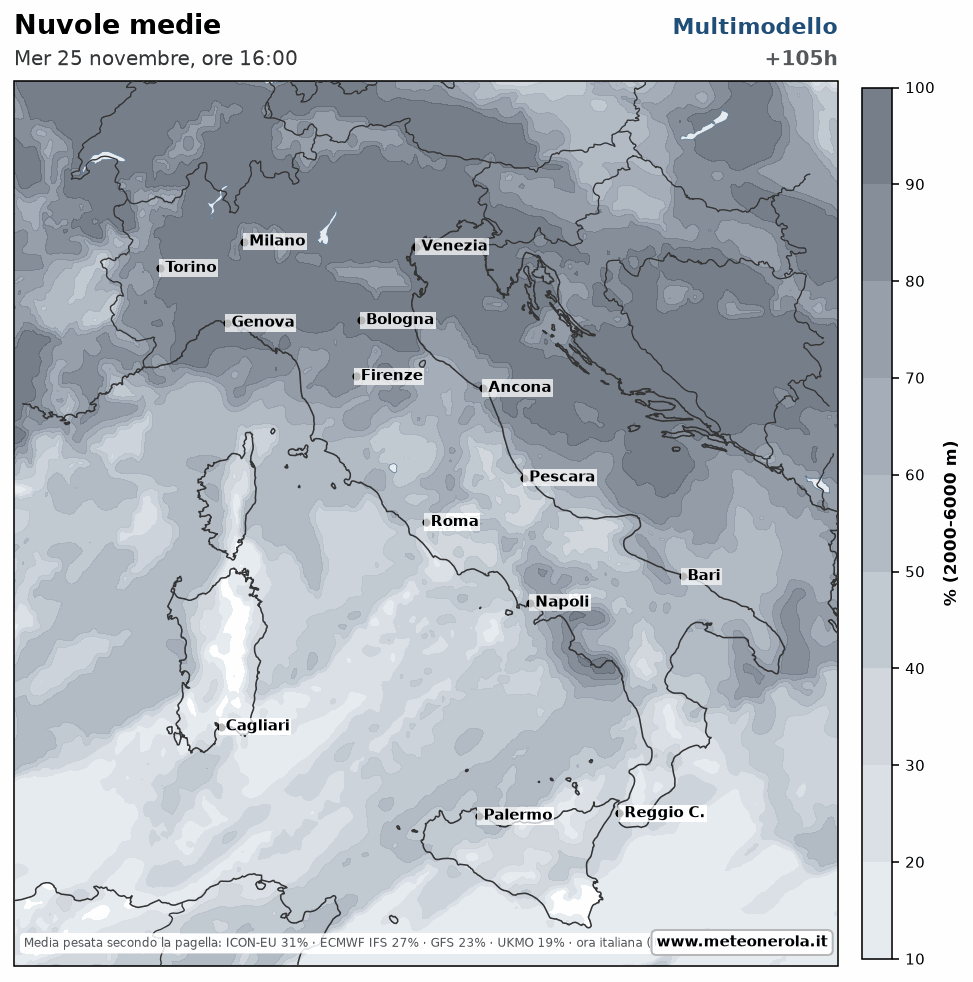 Nuvole medie
Multimodello
Mer 25 novembre, ore 16:00
+105h
Milano
Venezia
Torino
Genova
Bologna
Firenze
Ancona
Pescara
Roma
Bari
Napoli
Cagliari
Palermo
Reggio C.
100
90
80
70
60
50
40
30
20
10
% (2000-6000 m)
Media pesata secondo la pagella: ICON-EU 31% · ECMWF IFS 27% · GFS 23% · UKMO 19% · ora italiana (
www.meteonerola.it